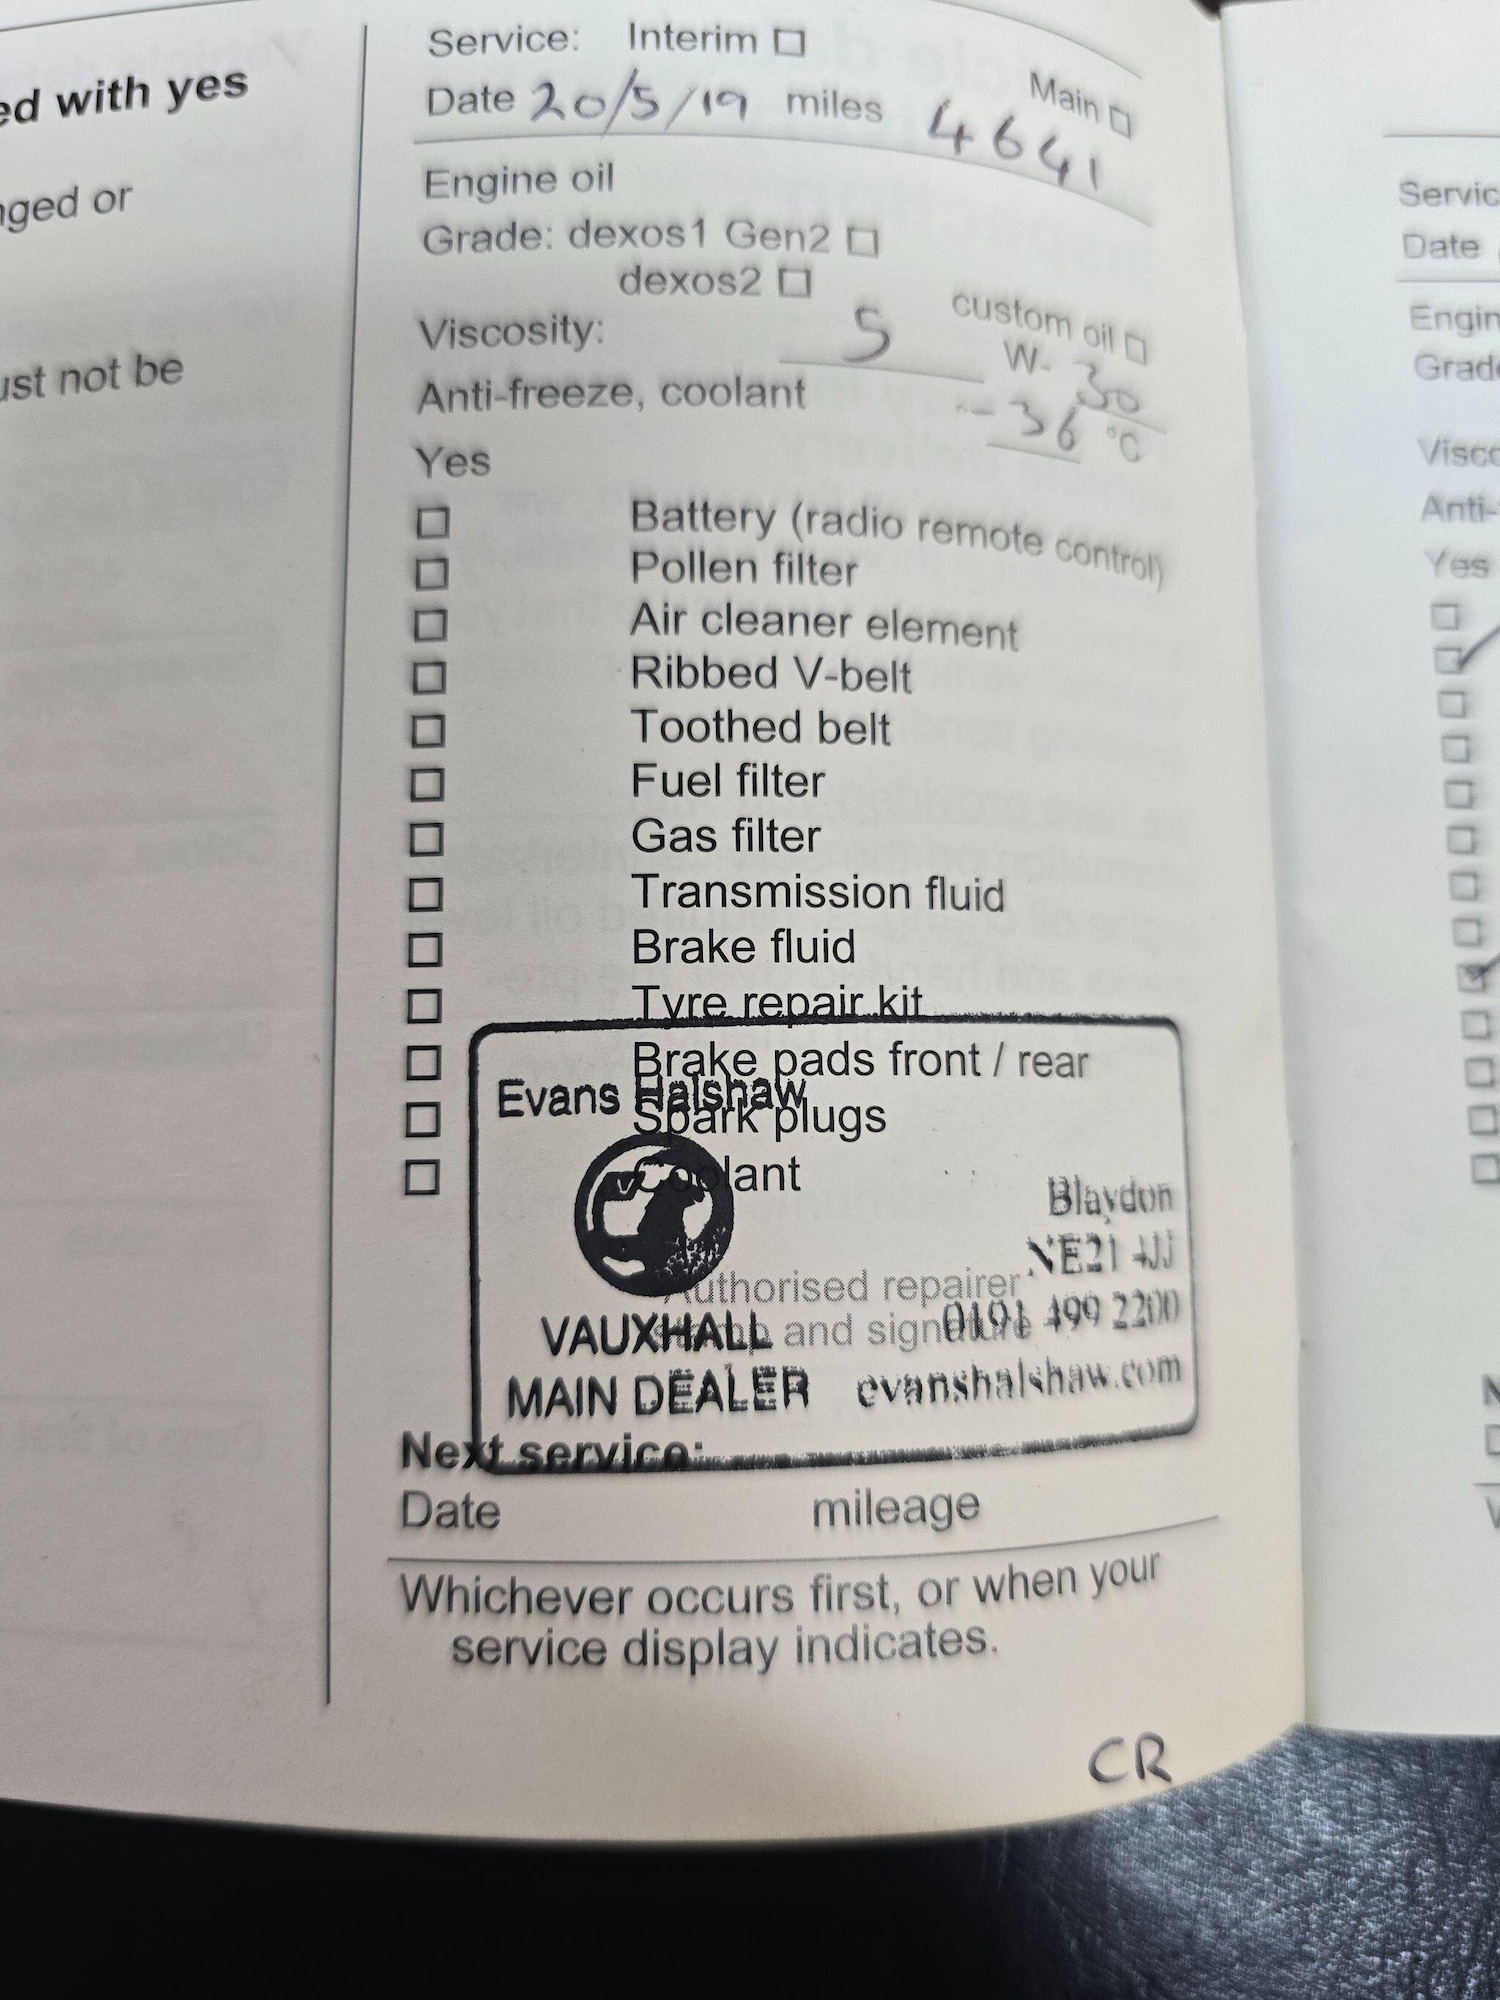 ed with yes
nged or
ust not be
Service: Interim ☐ Main ☐
Date 20/5/19 miles 4641
Engine oil
Grade: dexos1 Gen2 ☐
dexos2 ☐ custom oil ☐
Viscosity: 5 W- 30
Anti-freeze, coolant -36 °C
Yes
☐ Battery (radio remote control)
☐ Pollen filter
☐ Air cleaner element
☐ Ribbed V-belt
☐ Toothed belt
☐ Fuel filter
☐ Gas filter
☐ Transmission fluid
☐ Brake fluid
☐ Tyre repair kit
☐ Brake pads front / rear
Evans Halshaw
☐ Spark plugs
☐ Coolant
Blaydon
NE21 4JJ
Authorised repairer
stamp and signature
0191 499 2200
VAUXHALL
MAIN DEALER evanshalshaw.com
Next service:
Date mileage
Whichever occurs first, or when your
service display indicates.
CR
Servic
Date
Engin
Grade
Visco
Anti-
Yes